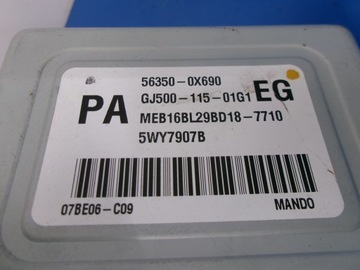 56350-0X690
PA GJ500-115-01G1 EG
MEB16BL29BD18-7710
5WY7907B
07BE06-C09 MANDO